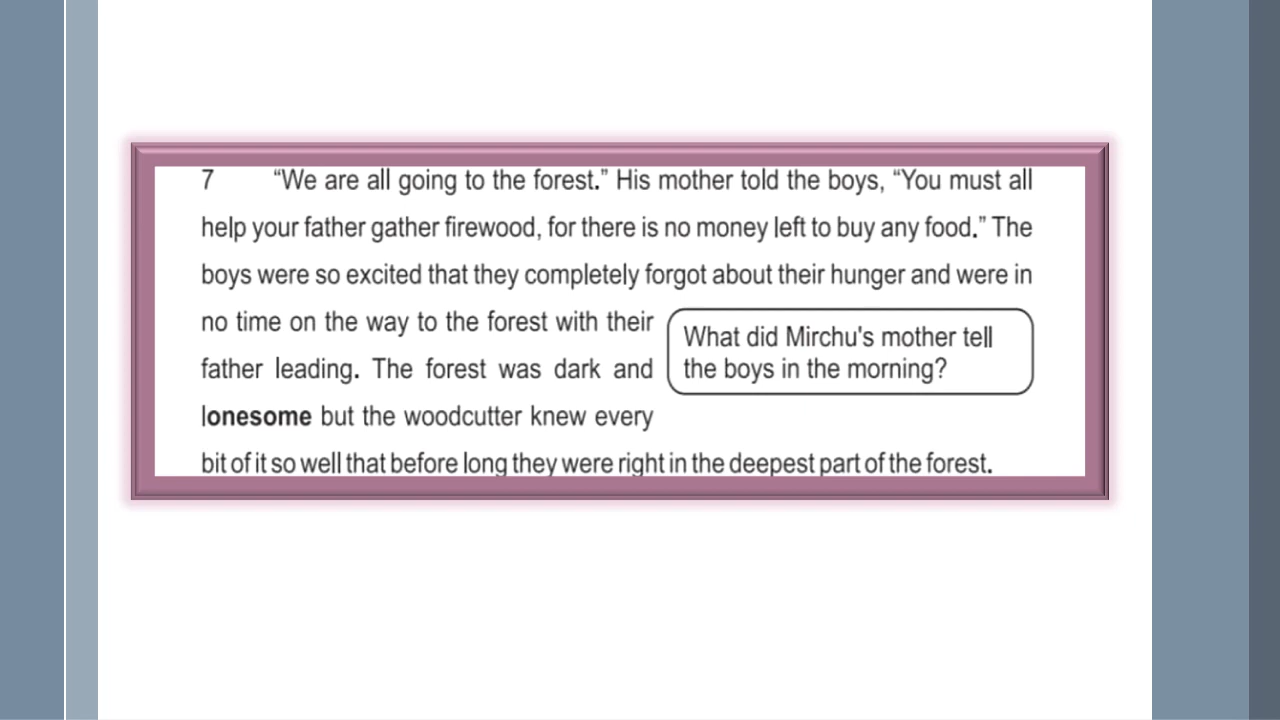 7 “We are all going to the forest.” His mother told the boys, “You must all
help your father gather firewood, for there is no money left to buy any food.” The
boys were so excited that they completely forgot about their hunger and were in
no time on the way to the forest with their
father leading. The forest was dark and
lonesome but the woodcutter knew every
bit of it so well that before long they were right in the deepest part of the forest.
What did Mirchu's mother tell
the boys in the morning?